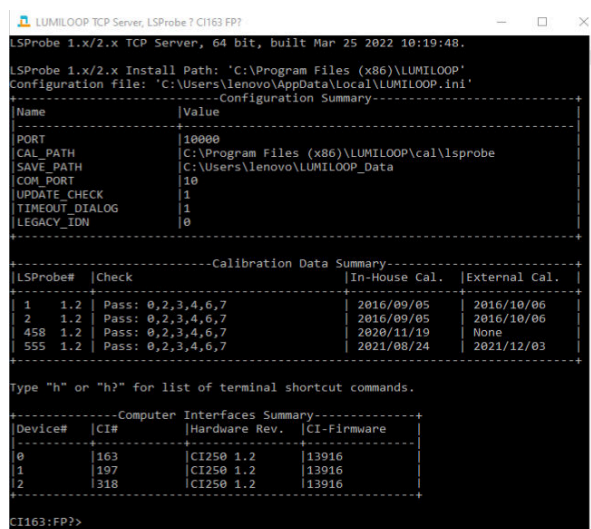 LUMILOOP TCP Server, LSProbe ? CI163 FP?
LSProbe 1.x/2.x TCP Server, 64 bit, built Mar 25 2022 10:19:48.
LSProbe 1.x/2.x Install Path: 'C:\Program Files (x86)\LUMILOOP'
Configuration file: 'C:\Users\lenovo\AppData\Local\LUMILOOP.ini'
Configuration Summary
Name Value
PORT 10000
CAL_PATH C:\Program Files (x86)\LUMILOOP\cal\lsprobe
SAVE_PATH C:\Users\lenovo\LUMILOOP_Data
COM_PORT 10
UPDATE_CHECK 1
TIMEOUT_DIALOG 1
LEGACY_IDN 0
Calibration Data Summary
LSProbe# Check In-House Cal. External Cal.
1 1.2 Pass: 0,2,3,4,6,7 2016/09/05 2016/10/06
2 1.2 Pass: 0,2,3,4,6,7 2016/09/05 2016/10/06
458 1.2 Pass: 0,2,3,4,6,7 2020/11/19 None
555 1.2 Pass: 0,2,3,4,6,7 2021/08/24 2021/12/03
Type "h" or "h?" for list of terminal shortcut commands.
Computer Interfaces Summary
Device# CI# Hardware Rev. CI-Firmware
0 163 CI250 1.2 13916
1 197 CI250 1.2 13916
2 318 CI250 1.2 13916
CI163:FP?>